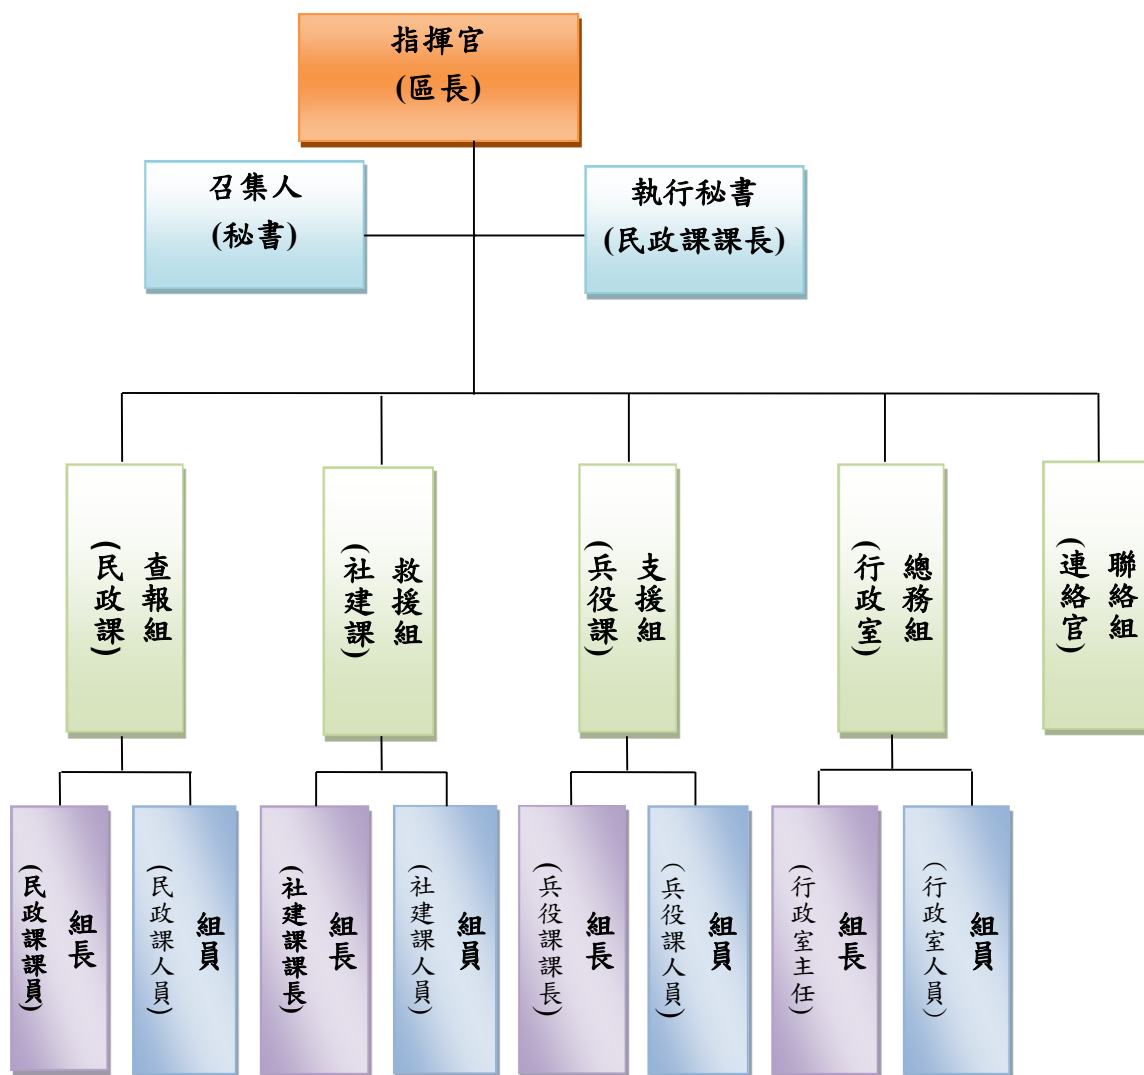 指揮官
(區長)
召集人
(秘書)
執行秘書
(民政課課長)
查報組
(民政課)
救援組
(社建課)
支援組
(兵役課)
總務組
(行政室)
聯絡組
(連絡官)
組長
(民政課課員)
組員
(民政課人員)
組長
(社建課課長)
組員
(社建課人員)
組長
(兵役課課長)
組員
(兵役課人員)
組長
(行政室主任)
組員
(行政室人員)